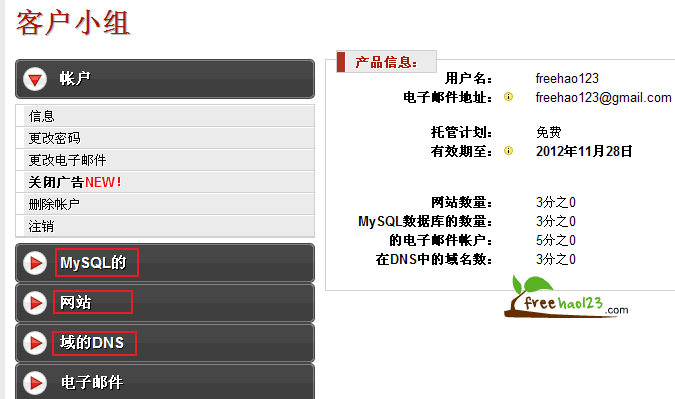 客户小组
帐户
信息
更改密码
更改电子邮件
关闭广告NEW!
删除帐户
注销
MySQL的
网站
域的DNS
电子邮件
产品信息:
用户名: freehao123
电子邮件地址: freehao123@gmail.com
托管计划: 免费
有效期至: 2012年11月28日
网站数量: 3分之0
MySQL数据库的数量: 3分之0
的电子邮件帐户: 5分之0
在DNS中的域名数: 3分之0
freehao123.com